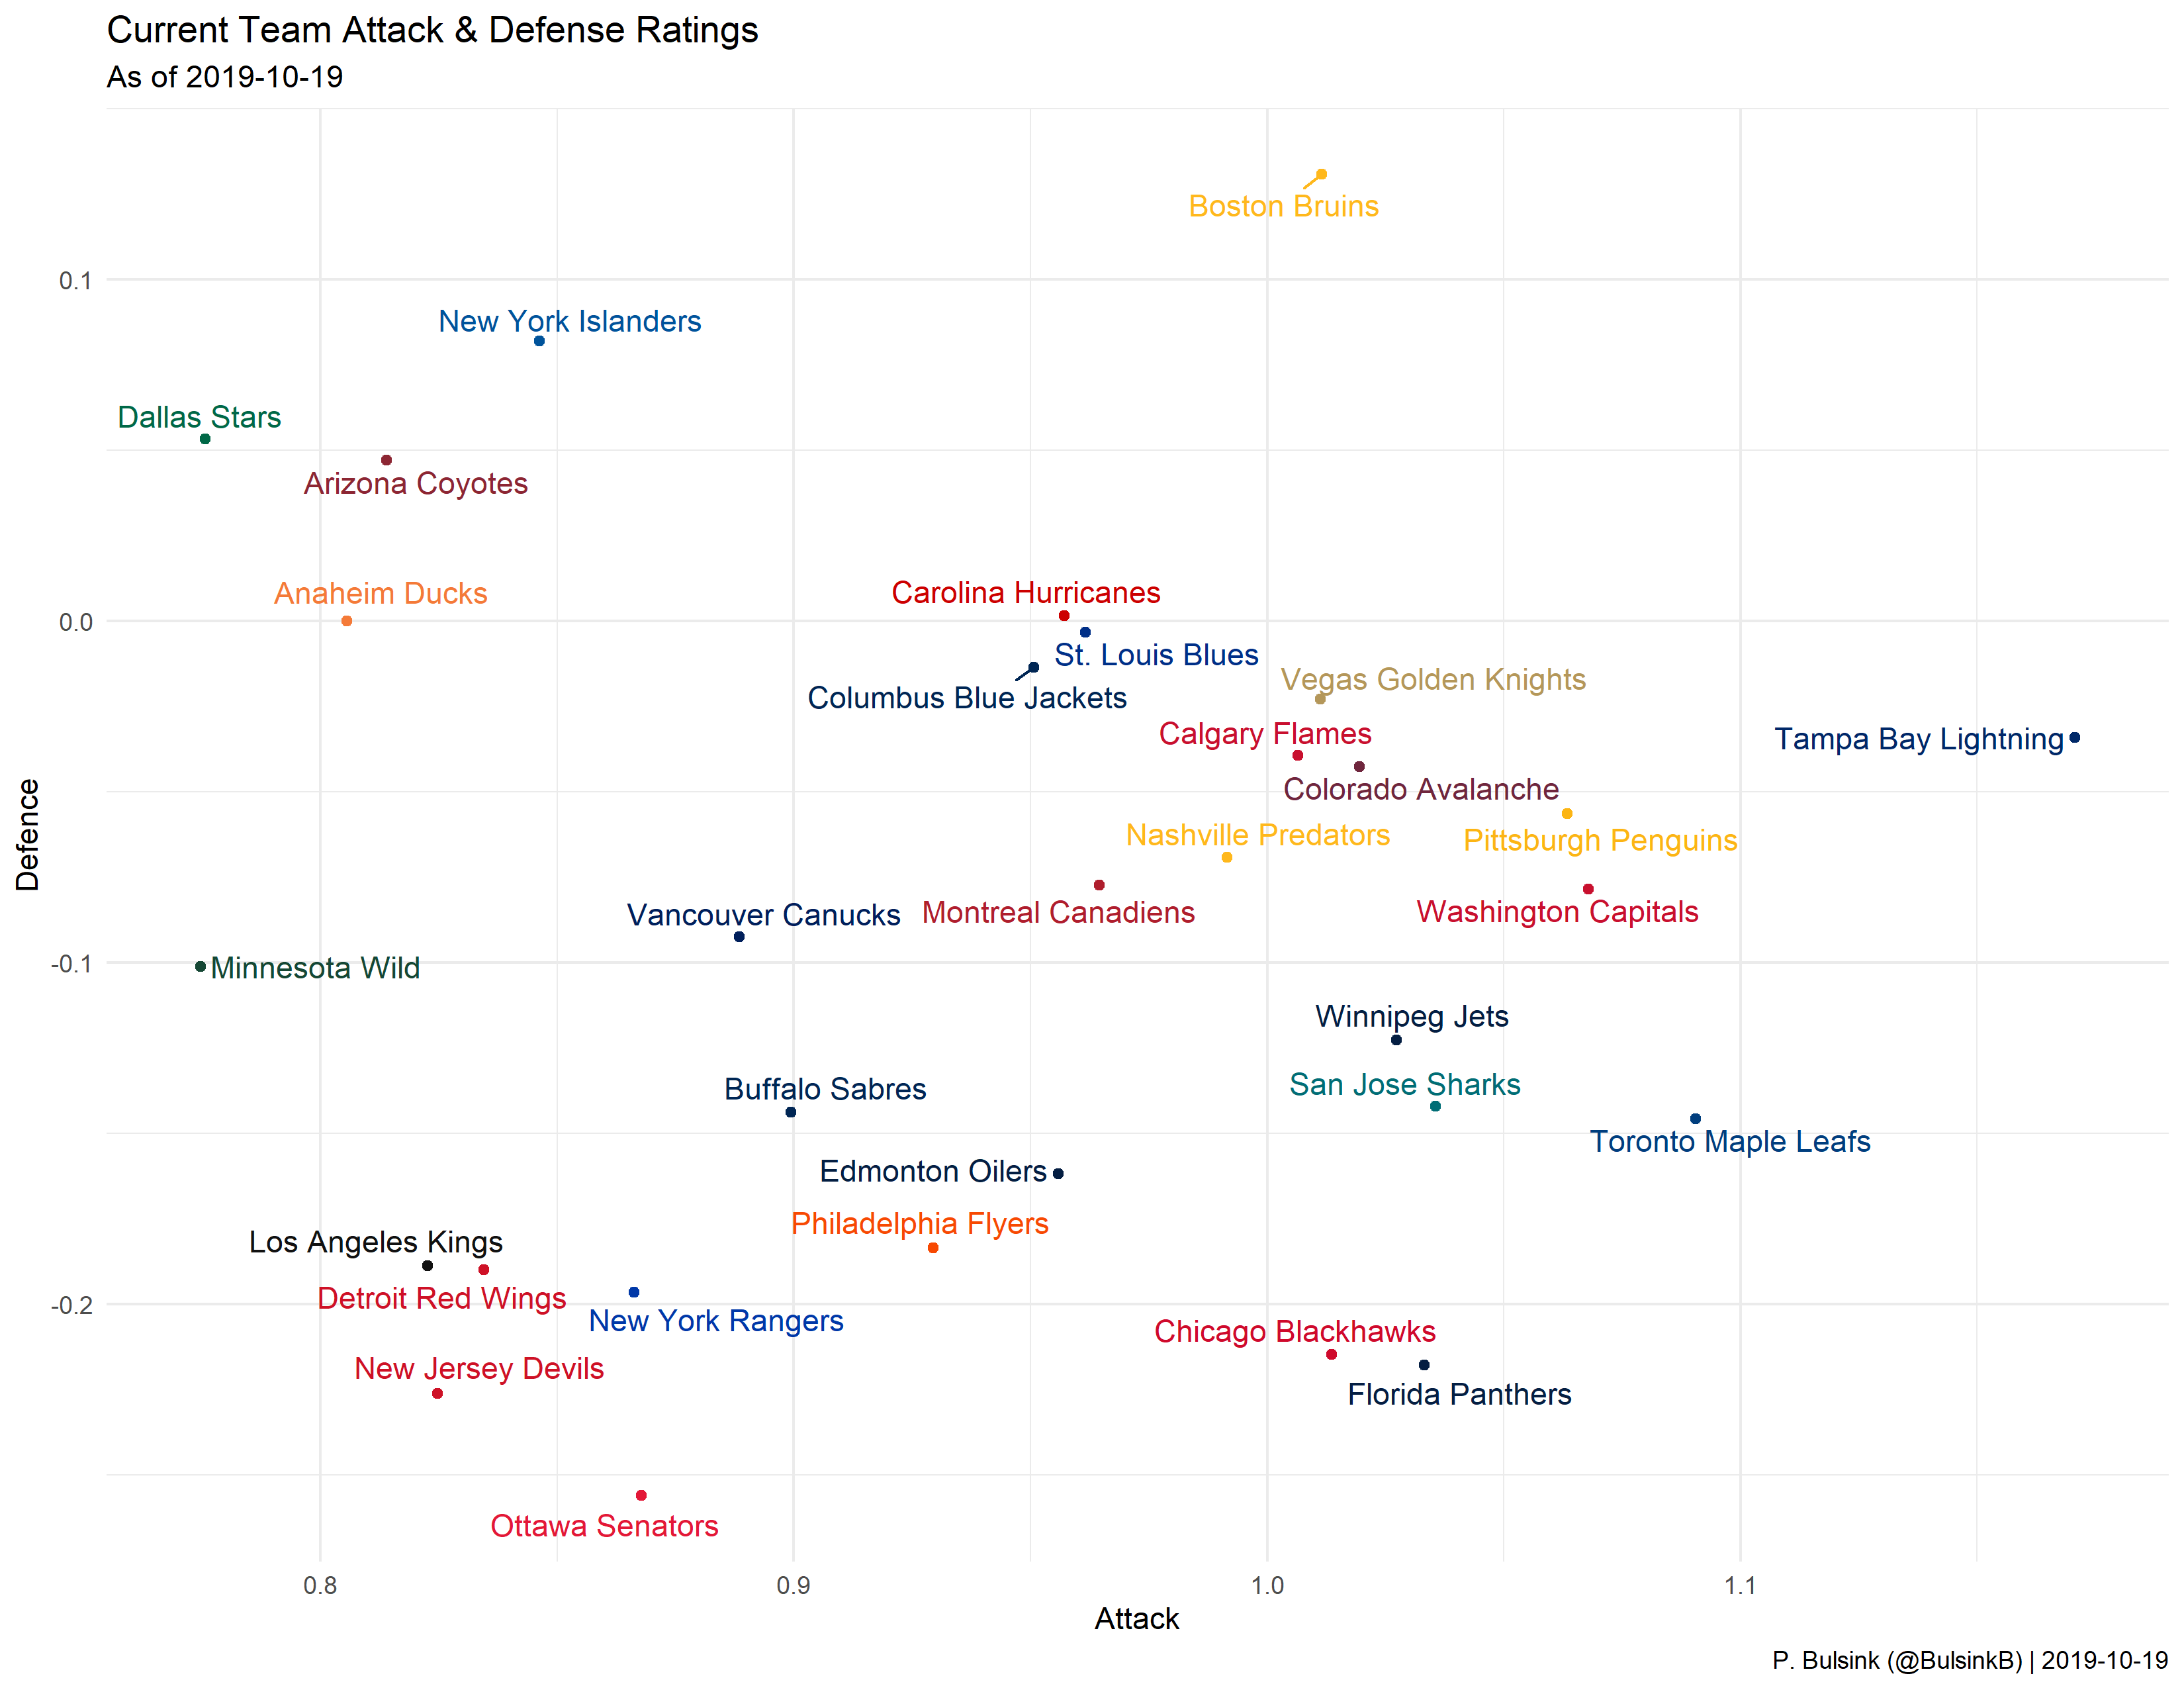 Current Team Attack & Defense Ratings
As of 2019-10-19
Boston Bruins
0.1
New York Islanders
Dallas Stars
Arizona Coyotes
Anaheim Ducks
Carolina Hurricanes
0.0
St. Louis Blues
Vegas Golden Knights
Columbus Blue Jackets
Calgary Flames
Tampa Bay Lightning
Colorado Avalanche
Defence
Nashville Predators
Pittsburgh Penguins
Vancouver Canucks
Montreal Canadiens
Washington Capitals
-0.1
Minnesota Wild
Winnipeg Jets
San Jose Sharks
Buffalo Sabres
Toronto Maple Leafs
Edmonton Oilers
Philadelphia Flyers
Los Angeles Kings
Detroit Red Wings
-0.2
New York Rangers
Chicago Blackhawks
New Jersey Devils
Florida Panthers
Ottawa Senators
0.8
0.9
1.0
1.1
Attack
P. Bulsink (@BulsinkB) | 2019-10-19